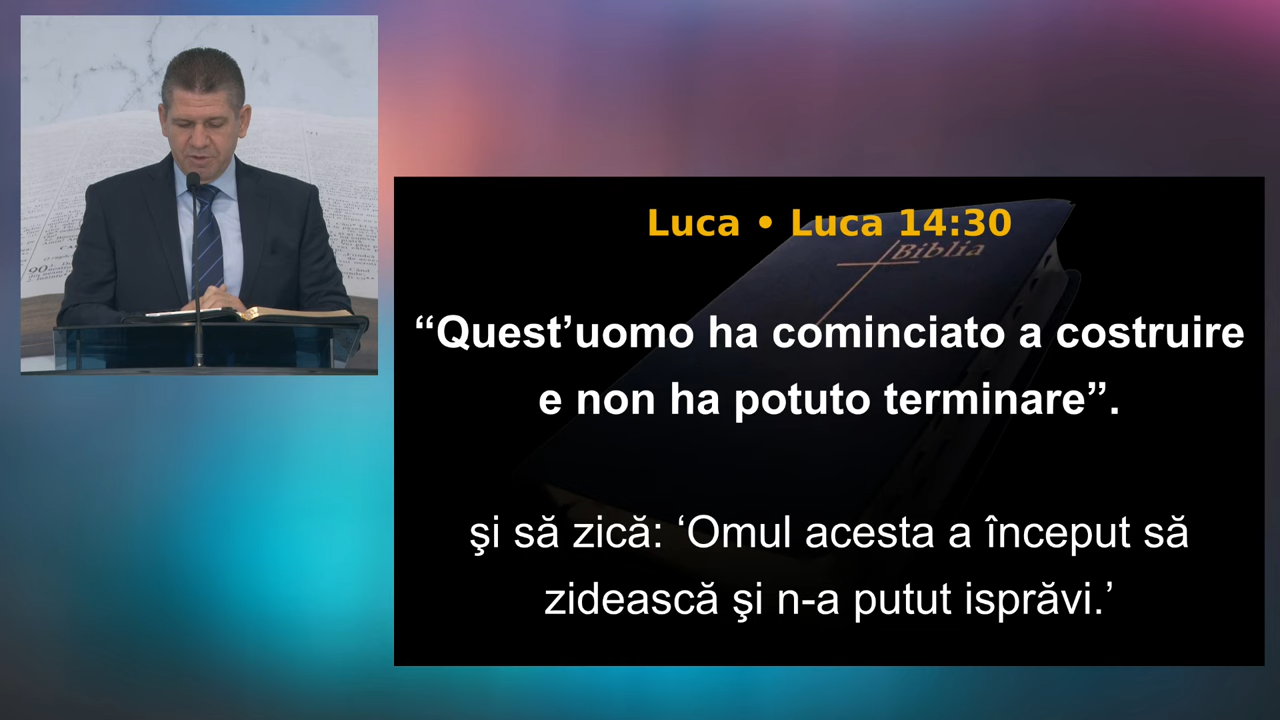 Luca • Luca 14:30
Biblia
“Quest’uomo ha cominciato a costruire
e non ha potuto terminare”.
şi să zică: ‘Omul acesta a început să
zidească şi n-a putut isprăvi.’
90